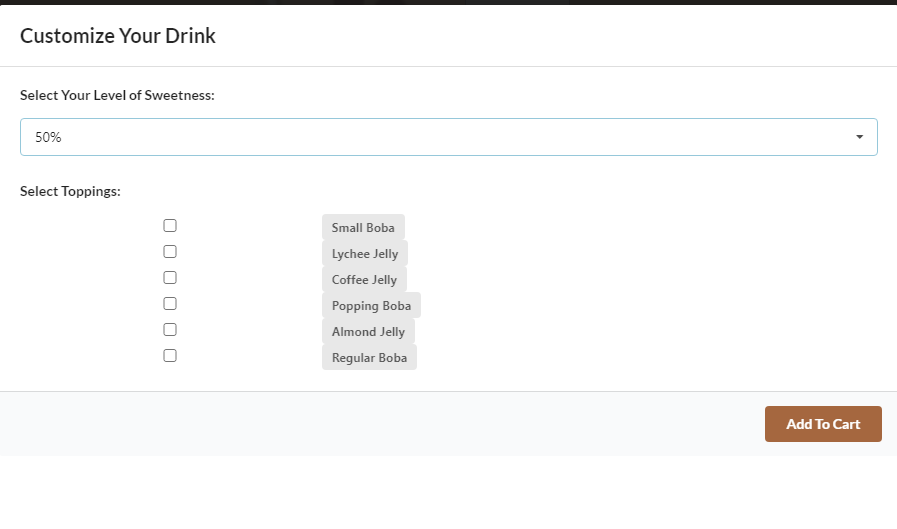 Customize Your Drink
Select Your Level of Sweetness:
50%
Select Toppings:
Small Boba
Lychee Jelly
Coffee Jelly
Popping Boba
Almond Jelly
Regular Boba
Add To Cart